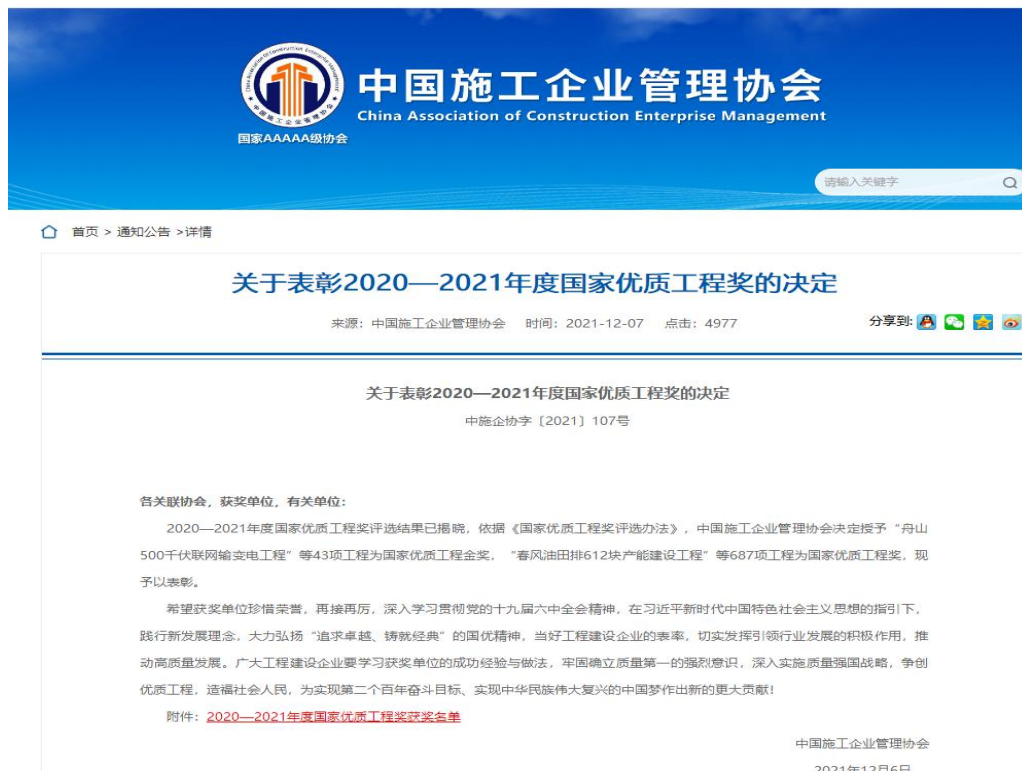 中国施工企业管理协会
China Association of Construction Enterprise Management
国家AAAAA级协会
请输入关键字
首页 > 通知公告 >详情
关于表彰2020—2021年度国家优质工程奖的决定
来源：中国施工企业管理协会 时间：2021-12-07 点击：4977
分享到:
关于表彰2020—2021年度国家优质工程奖的决定
中施企协字〔2021〕107号
各关联协会，获奖单位，有关单位：
2020—2021年度国家优质工程奖评选结果已揭晓，依据《国家优质工程奖评选办法》，中国施工企业管理协会决定授予“舟山
500千伏联网输变电工程”等43项工程为国家优质工程金奖，“春风油田排612块产能建设工程”等687项工程为国家优质工程奖，现
予以表彰。
希望获奖单位珍惜荣誉，再接再厉，深入学习贯彻党的十九届六中全会精神，在习近平新时代中国特色社会主义思想的指引下，
践行新发展理念，大力弘扬“追求卓越、铸就经典”的国优精神，当好工程建设企业的表率，切实发挥引领行业发展的积极作用，推
动高质量发展。广大工程建设企业要学习获奖单位的成功经验与做法，牢固确立质量第一的强烈意识，深入实施质量强国战略，争创
优质工程，造福社会人民，为实现第二个百年奋斗目标、实现中华民族伟大复兴的中国梦作出新的更大贡献！
附件：2020—2021年度国家优质工程奖获奖名单
中国施工企业管理协会
2021年12月6日